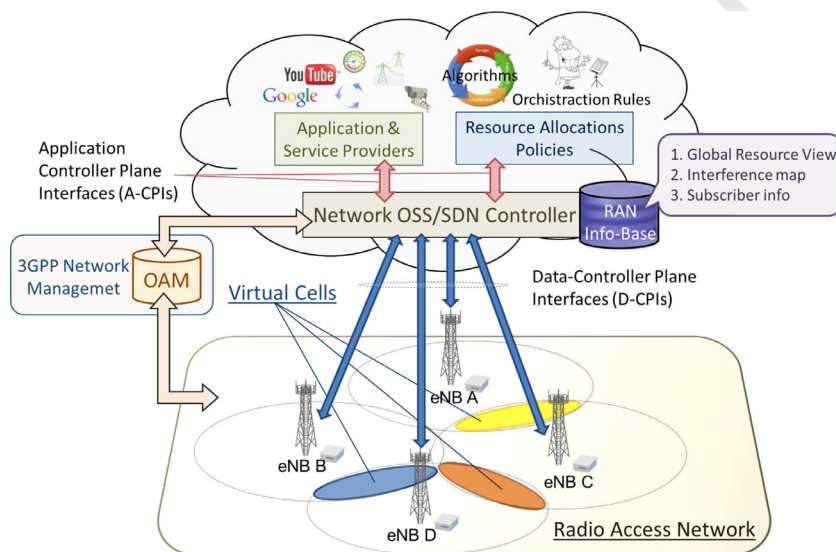 YouTube™
Google
Algorithms
Orchistraction Rules
Application &
Service Providers
Resource Allocations
Policies
Application
Controller Plane
Interfaces (A-CPIs)
1. Global Resource View
2. Interference map
3. Subscriber info
Network OSS/SDN Controller
RAN
Info-Base
3GPP Network
Managemet
OAM
Virtual Cells
Data-Controller Plane
Interfaces (D-CPIs)
eNB A
eNB B
eNB C
eNB D
Radio Access Network